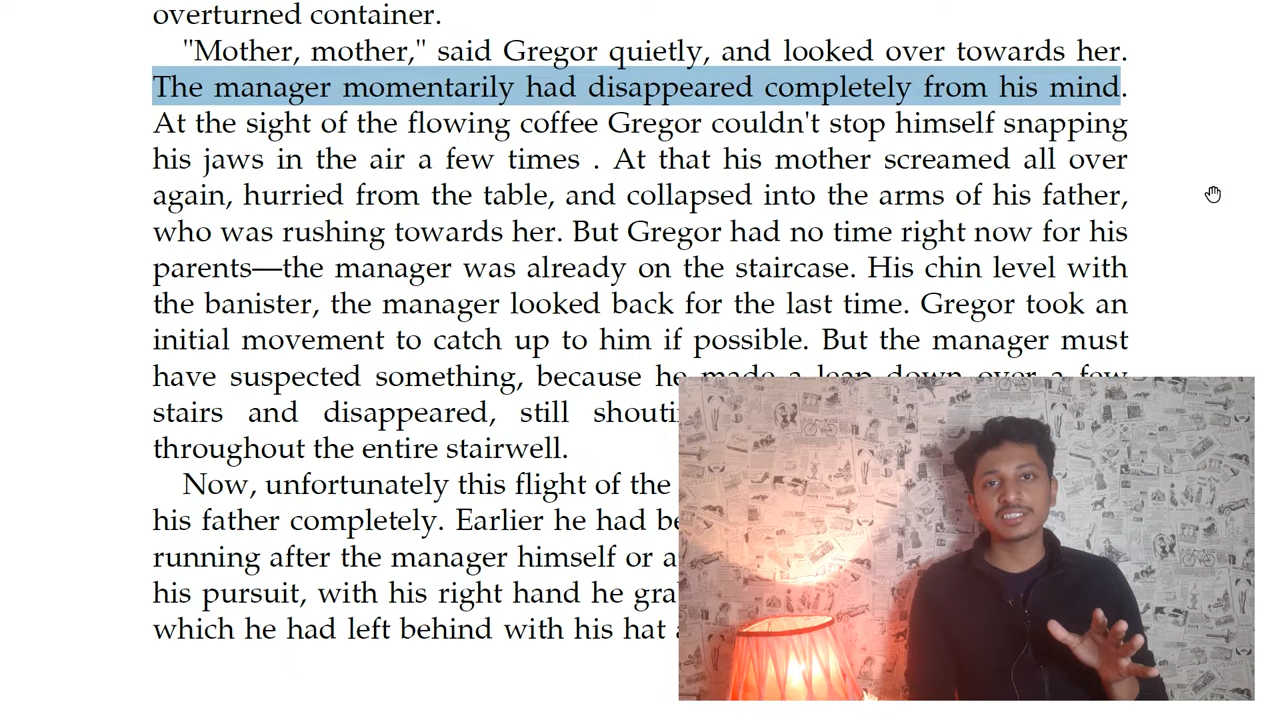 overturned container.
"Mother, mother," said Gregor quietly, and looked over towards her.
The manager momentarily had disappeared completely from his mind.
At the sight of the flowing coffee Gregor couldn't stop himself snapping
his jaws in the air a few times . At that his mother screamed all over
again, hurried from the table, and collapsed into the arms of his father,
who was rushing towards her. But Gregor had no time right now for his
parents—the manager was already on the staircase. His chin level with
the banister, the manager looked back for the last time. Gregor took an
initial movement to catch up to him if possible. But the manager must
have suspected something, because he made a leap down over a few
stairs and disappeared, still
throughout the entire stairwell.
Now, unfortunately this flight of the
his father completely. Earlier he had
running after the manager himself or
his pursuit, with his right hand he
which he had left behind with his hat